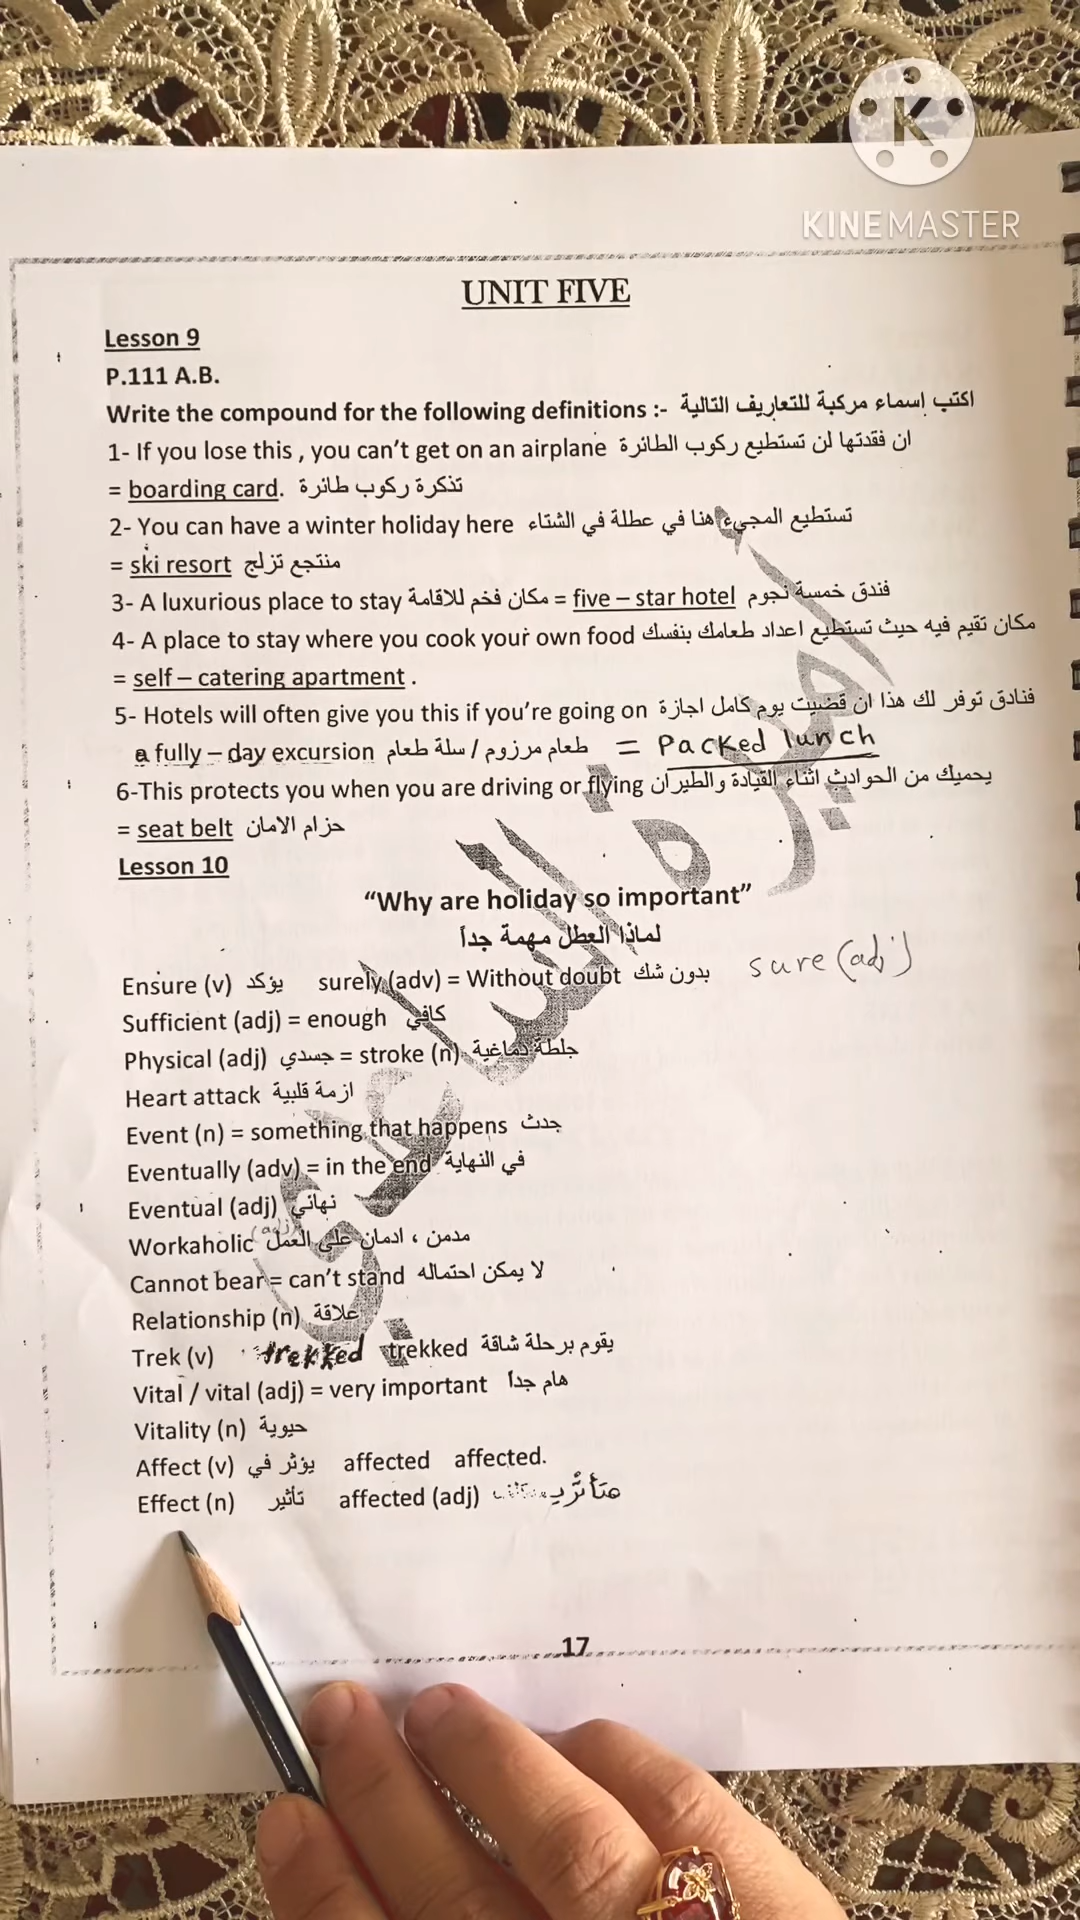 K
KINEMASTER
UNIT FIVE
Lesson 9
P.111 A.B.
Write the compound for the following definitions :- اكتب إسماء مركبة للتعاريف التالية
1- If you lose this , you can't get on an airplane ان فقدتها لن تستطيع ركوب الطائرة
= boarding card. تذكرة ركوب طائرة
2- You can have a winter holiday here تستطيع المجيء هنا في عطلة في الشتاء
= ski resort منتجع تزلج
3- A luxurious place to stay مكان فخم للاقامة = five – star hotel فندق خمسة نجوم
4- A place to stay where you cook your own food مكان تقيم فيه حيث تستطيع اعداد طعامك بنفسك
= self – catering apartment .
5- Hotels will often give you this if you're going on فنادق توفر لك هذا ان قضيت يوم كامل اجازة
a fully – day excursion طعام مرزوم / سلة طعام = Packed lunch
6-This protects you when you are driving or flying يحميك من الحوادث اثناء القيادة والطيران
= seat belt حزام الامان
Lesson 10
“Why are holiday so important”
لماذا العطل مهمة جداً
Ensure (v) يؤكد surely (adv) = Without doubt بدون شك sure (adj)
Sufficient (adj) = enough كافي
Physical (adj) جسدي = stroke (n) جلطة دماغية
Heart attack ازمة قلبية
Event (n) = something that happens حدث
Eventually (adv) = in the end في النهاية
Eventual (adj) نهائي
Workaholic (adj) مدمن ، ادمان على العمل
Cannot bear = can't stand لا يمكن احتماله
Relationship (n) علاقة
Trek (v) trekked trekked يقوم برحلة شاقة
Vital / vital (adj) = very important هام جداً
Vitality (n) حيوية
Affect (v) يؤثر في affected affected.
Effect (n) تأثير affected (adj)
17